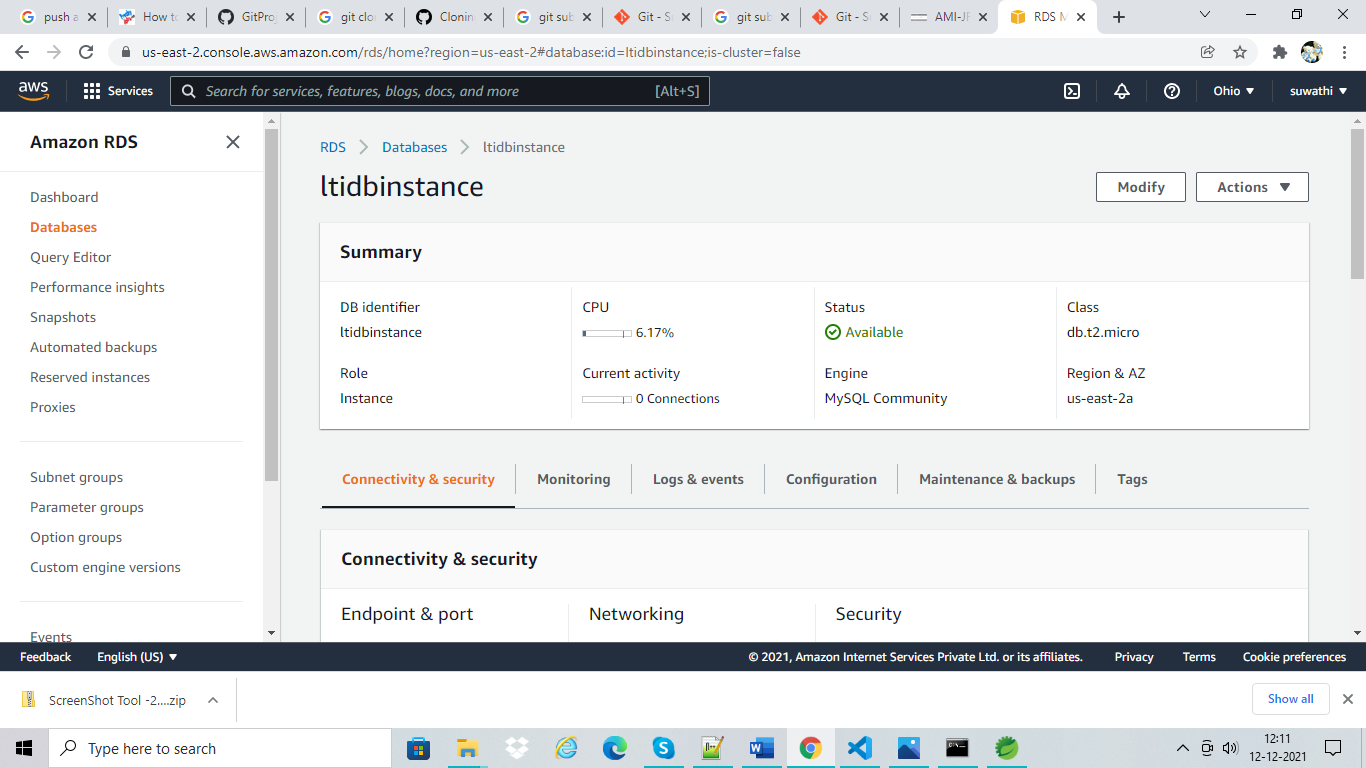 push a
How to
GitProj
git clon
Clonin
git sub
Git - Su
git sub
Git - Su
AMI-JF
RDS M
us-east-2.console.aws.amazon.com/rds/home?region=us-east-2#database:id=ltidbinstance;is-cluster=false
aws
Services
Search for services, features, blogs, docs, and more
[Alt+S]
Ohio
suwathi
Amazon RDS
Dashboard
Databases
Query Editor
Performance insights
Snapshots
Automated backups
Reserved instances
Proxies
Subnet groups
Parameter groups
Option groups
Custom engine versions
Events
RDS
Databases
ltidbinstance
ltidbinstance
Modify
Actions
Summary
DB identifier
ltidbinstance
CPU
6.17%
Status
Available
Class
db.t2.micro
Role
Instance
Current activity
0 Connections
Engine
MySQL Community
Region & AZ
us-east-2a
Connectivity & security
Monitoring
Logs & events
Configuration
Maintenance & backups
Tags
Connectivity & security
Endpoint & port
Networking
Security
Feedback
English (US)
© 2021, Amazon Internet Services Private Ltd. or its affiliates.
Privacy
Terms
Cookie preferences
ScreenShot Tool -2....zip
Show all
Type here to search
12:11
12-12-2021